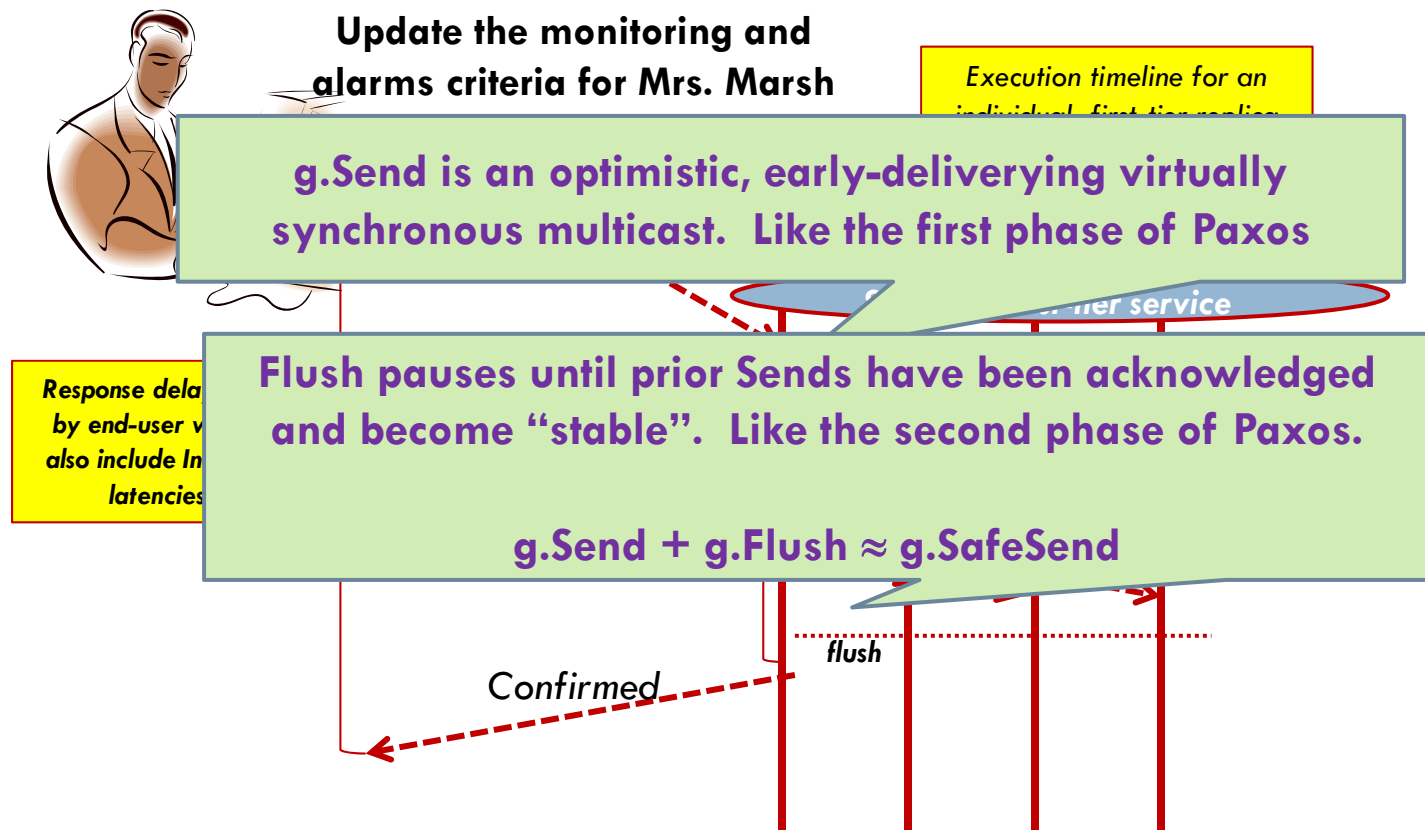 Update the monitoring and
alarms criteria for Mrs. Marsh
Execution timeline for an
individual first-tier replica
g.Send is an optimistic, early-deliverying virtually
synchronous multicast. Like the first phase of Paxos
service
Flush pauses until prior Sends have been acknowledged
and become “stable”. Like the second phase of Paxos.
g.Send + g.Flush ≈ g.SafeSend
Response
by end-user
also include
latencies
flush
Confirmed